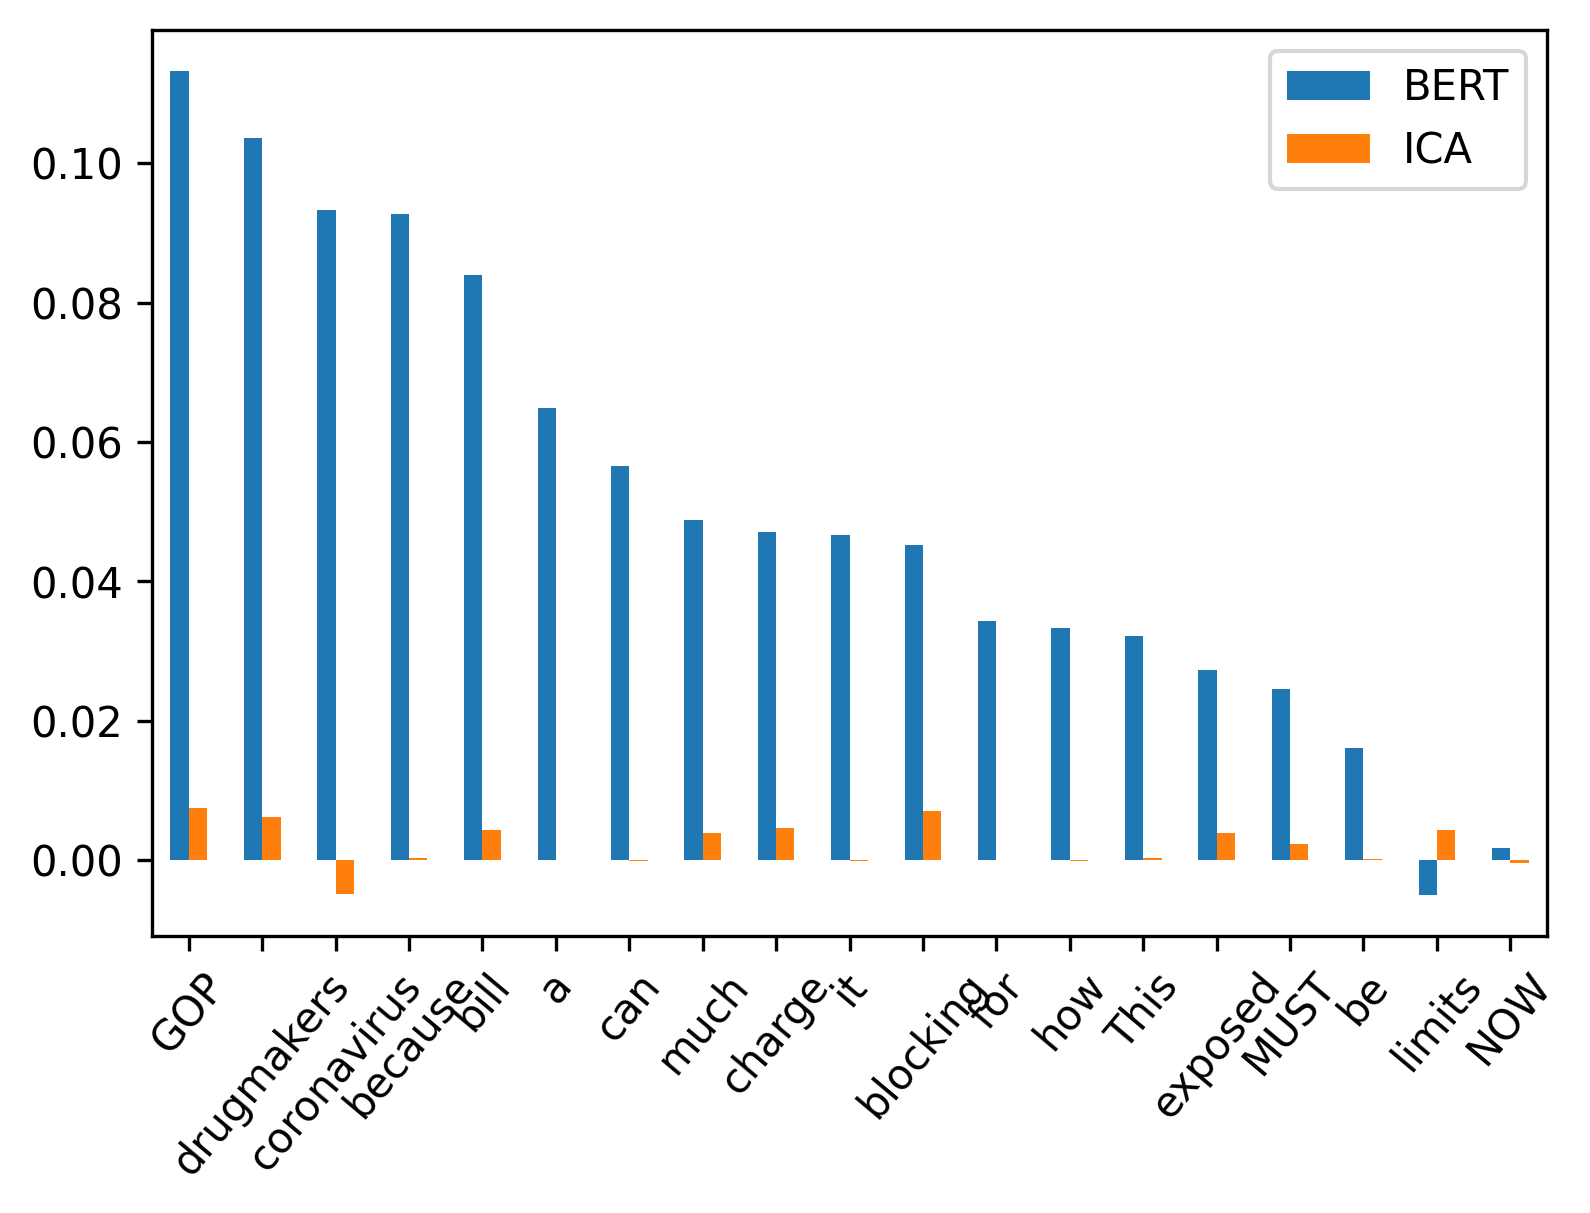 BERT
ICA
0.10
0.08
0.06
0.04
0.02
0.00
GOP
drugmakers
coronavirus
because
bill
a
can
much
charge
it
blocking
for
how
This
exposed
MUST
be
limits
NOW